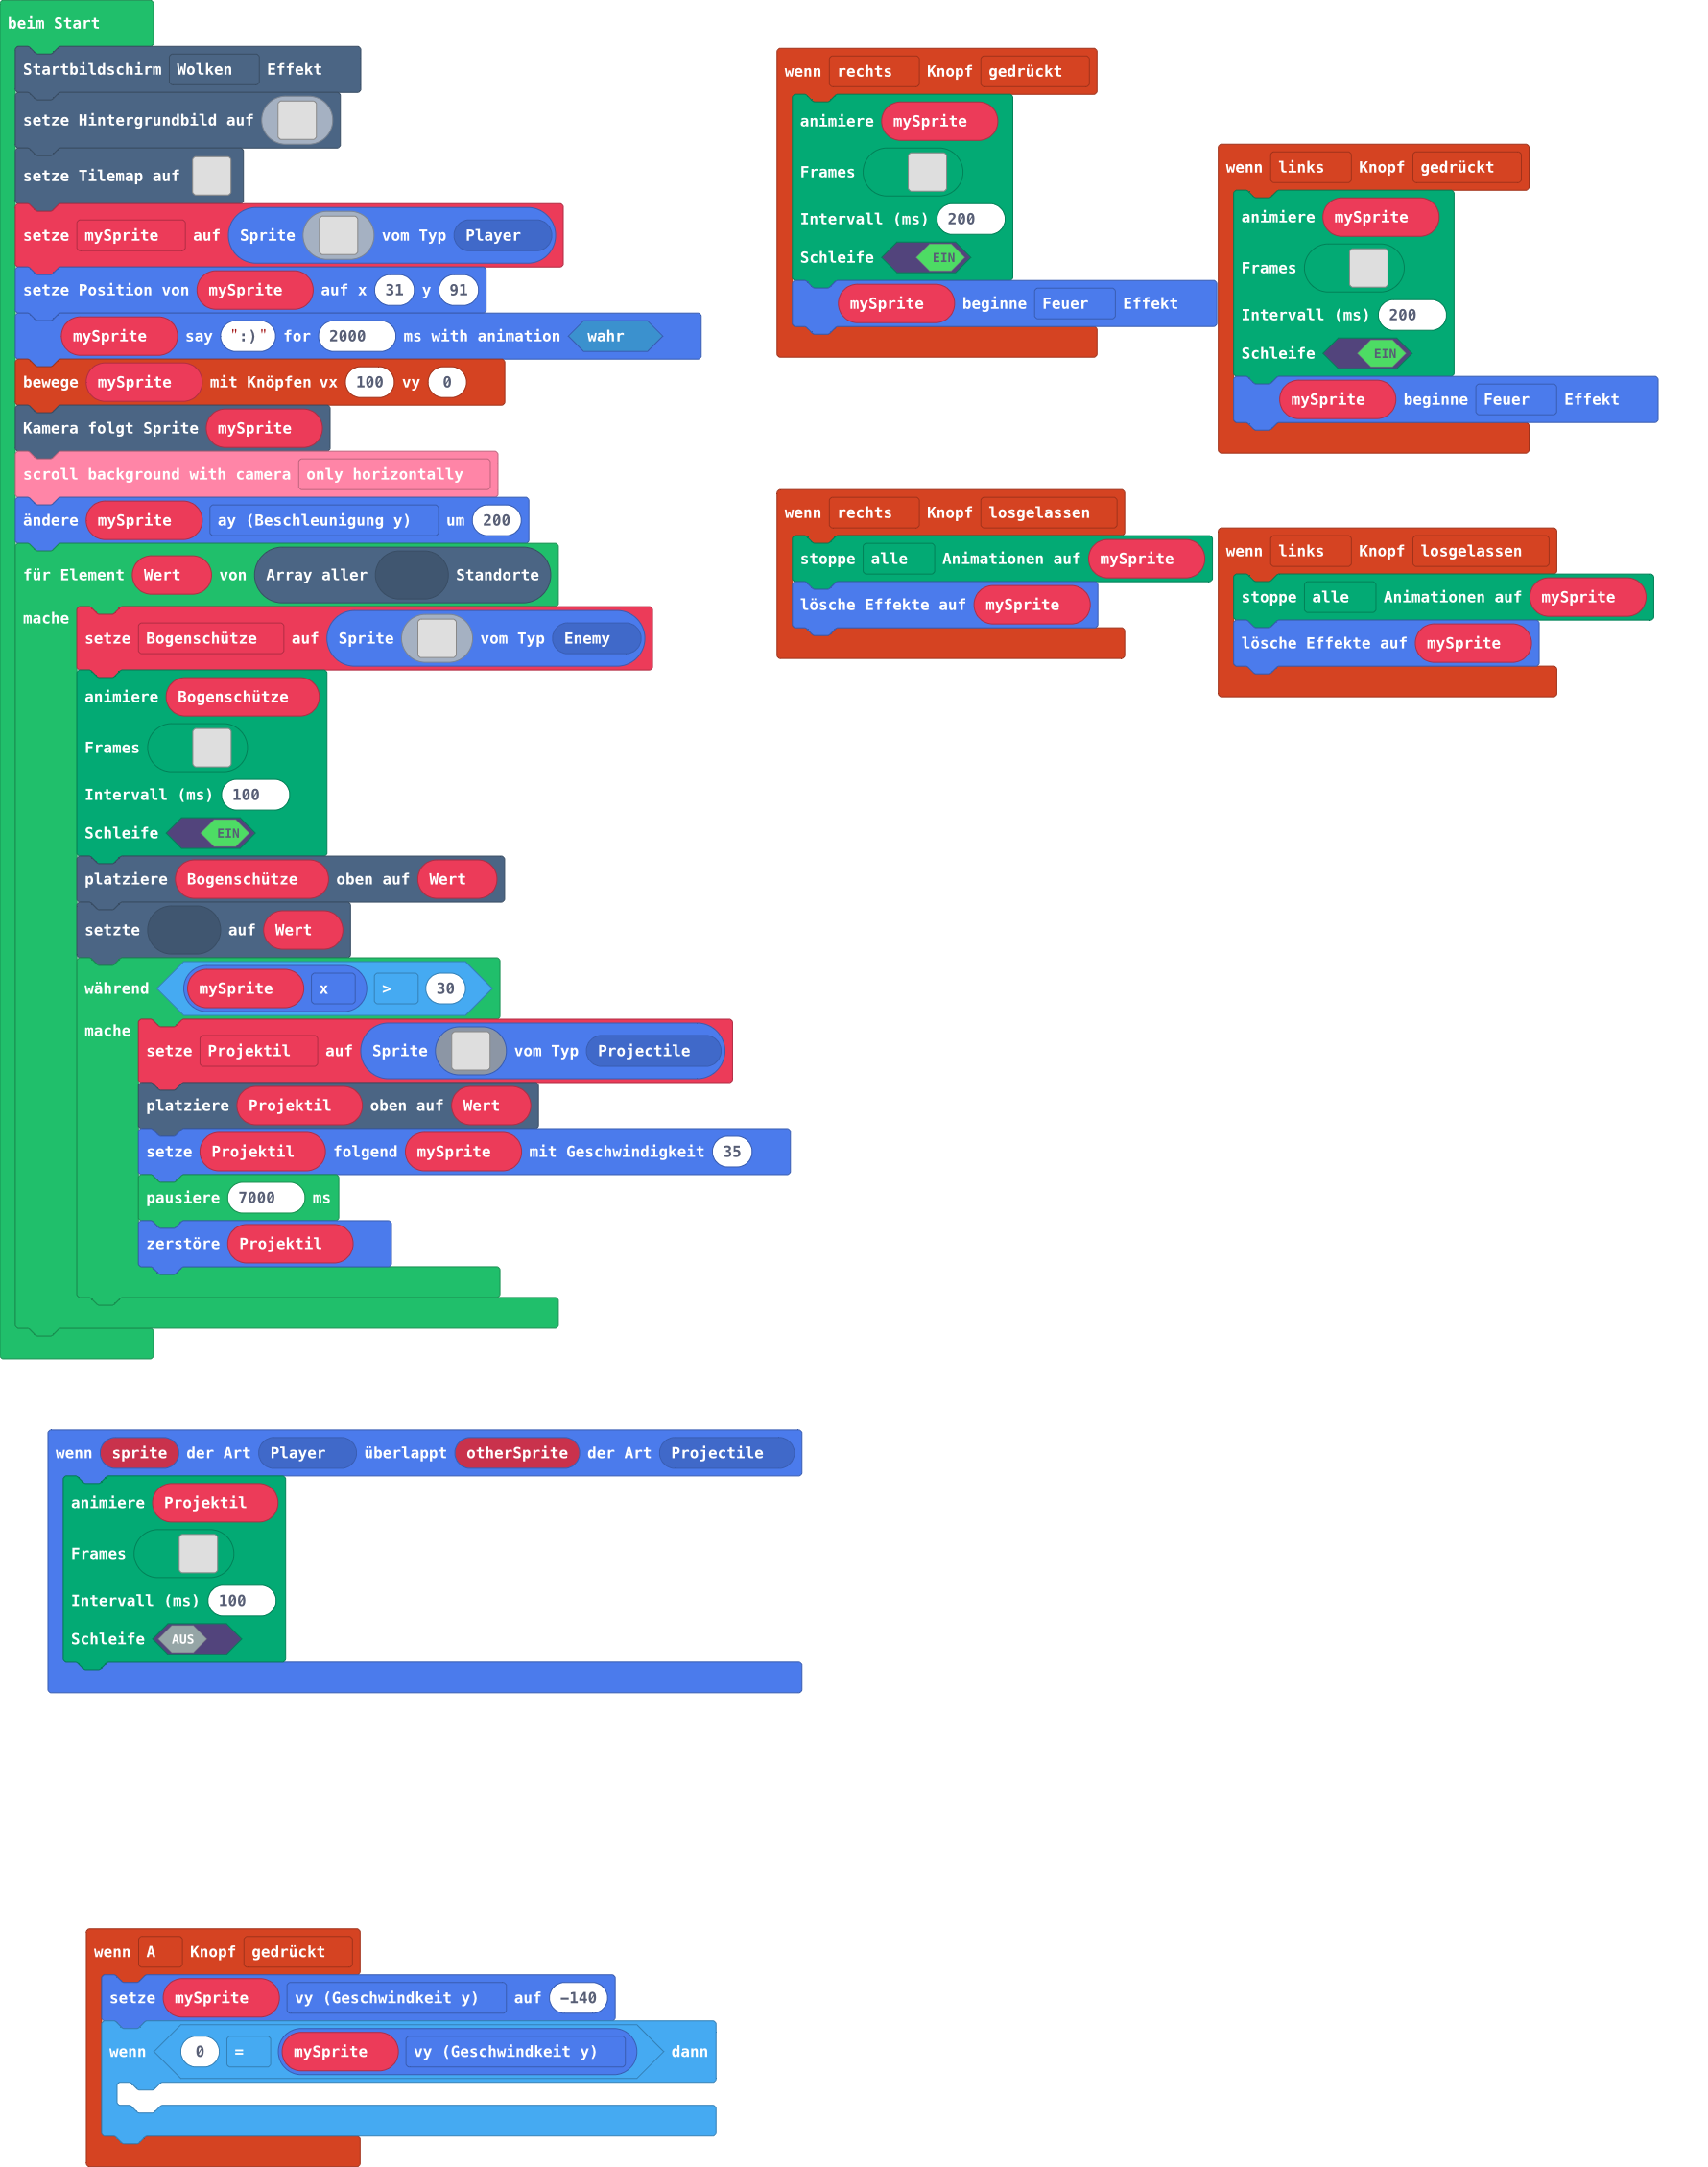 beim Start
Startbildschirm Wolken Effekt
setze Hintergrundbild auf
setze Tilemap auf
setze mySprite auf Sprite vom Typ Player
setze Position von mySprite auf x 31 y 91
mySprite say ":)" for 2000 ms with animation wahr
bewege mySprite mit Knöpfen vx 100 vy 0
Kamera folgt Sprite mySprite
scroll background with camera only horizontally
ändere mySprite ay (Beschleunigung y) um 200
für Element Wert von Array aller Standorte
mache
setze Bogenschütze auf Sprite vom Typ Enemy
animiere Bogenschütze
Frames
Intervall (ms) 100
Schleife EIN
platziere Bogenschütze oben auf Wert
setzte auf Wert
während mySprite x > 30
mache
setze Projektil auf Sprite vom Typ Projectile
platziere Projektil oben auf Wert
setze Projektil folgend mySprite mit Geschwindigkeit 35
pausiere 7000 ms
zerstöre Projektil
wenn rechts Knopf gedrückt
animiere mySprite
Frames
Intervall (ms) 200
Schleife EIN
mySprite beginne Feuer Effekt
wenn links Knopf gedrückt
animiere mySprite
Frames
Intervall (ms) 200
Schleife EIN
mySprite beginne Feuer Effekt
wenn rechts Knopf losgelassen
stoppe alle Animationen auf mySprite
lösche Effekte auf mySprite
wenn links Knopf losgelassen
stoppe alle Animationen auf mySprite
lösche Effekte auf mySprite
wenn sprite der Art Player überlappt otherSprite der Art Projectile
animiere Projektil
Frames
Intervall (ms) 100
Schleife AUS
wenn A Knopf gedrückt
setze mySprite vy (Geschwindkeit y) auf −140
wenn 0 = mySprite vy (Geschwindkeit y) dann